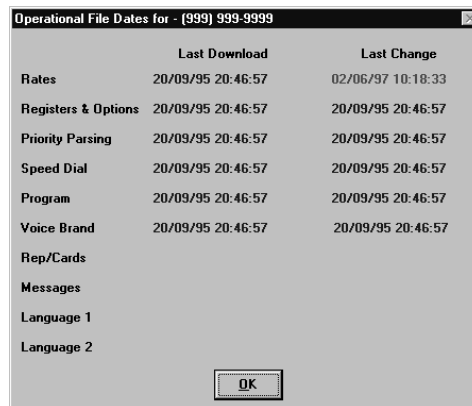 Operational File Dates for - (999) 999-9999
Last Download Last Change
Rates 20/09/95 20:46:57 02/06/97 10:18:33
Registers & Options 20/09/95 20:46:57 20/09/95 20:46:57
Priority Parsing 20/09/95 20:46:57 20/09/95 20:46:57
Speed Dial 20/09/95 20:46:57 20/09/95 20:46:57
Program 20/09/95 20:46:57 20/09/95 20:46:57
Voice Brand 20/09/95 20:46:57 20/09/95 20:46:57
Rep/Cards
Messages
Language 1
Language 2
OK